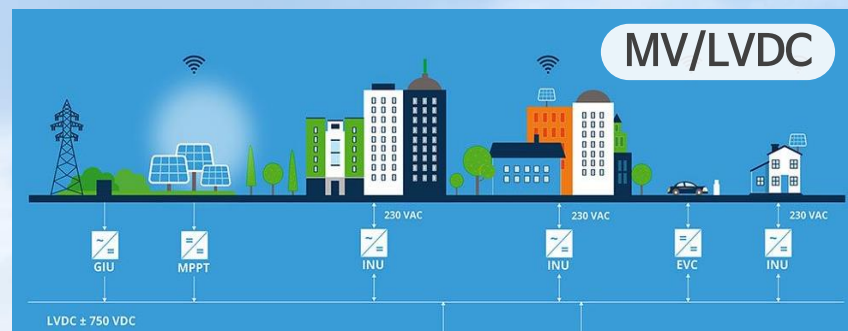 MV/LVDC
230 VAC
230 VAC
230 VAC
GIU
MPPT
INU
INU
EVC
INU
LVDC ± 750 VDC